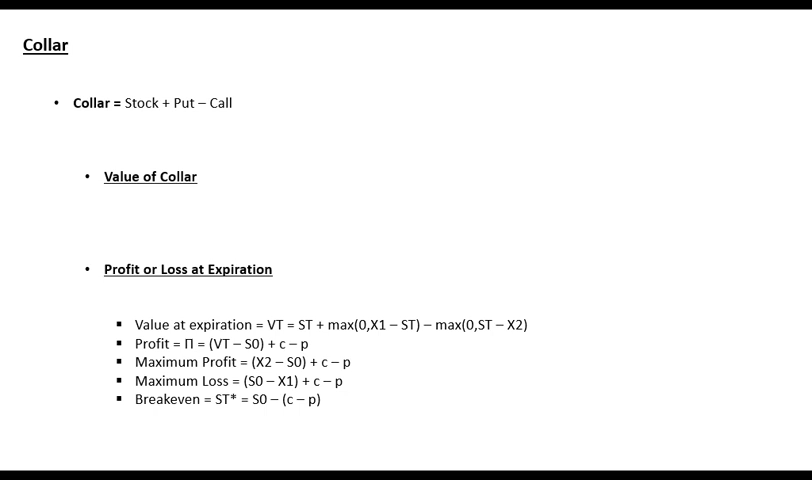 Collar
• Collar = Stock + Put – Call
• Value of Collar
• Profit or Loss at Expiration
▪ Value at expiration = VT = ST + max(0,X1 – ST) – max(0,ST – X2)
▪ Profit = Π = (VT – S0) + c – p
▪ Maximum Profit = (X2 – S0) + c – p
▪ Maximum Loss = (S0 – X1) + c – p
▪ Breakeven = ST* = S0 – (c – p)